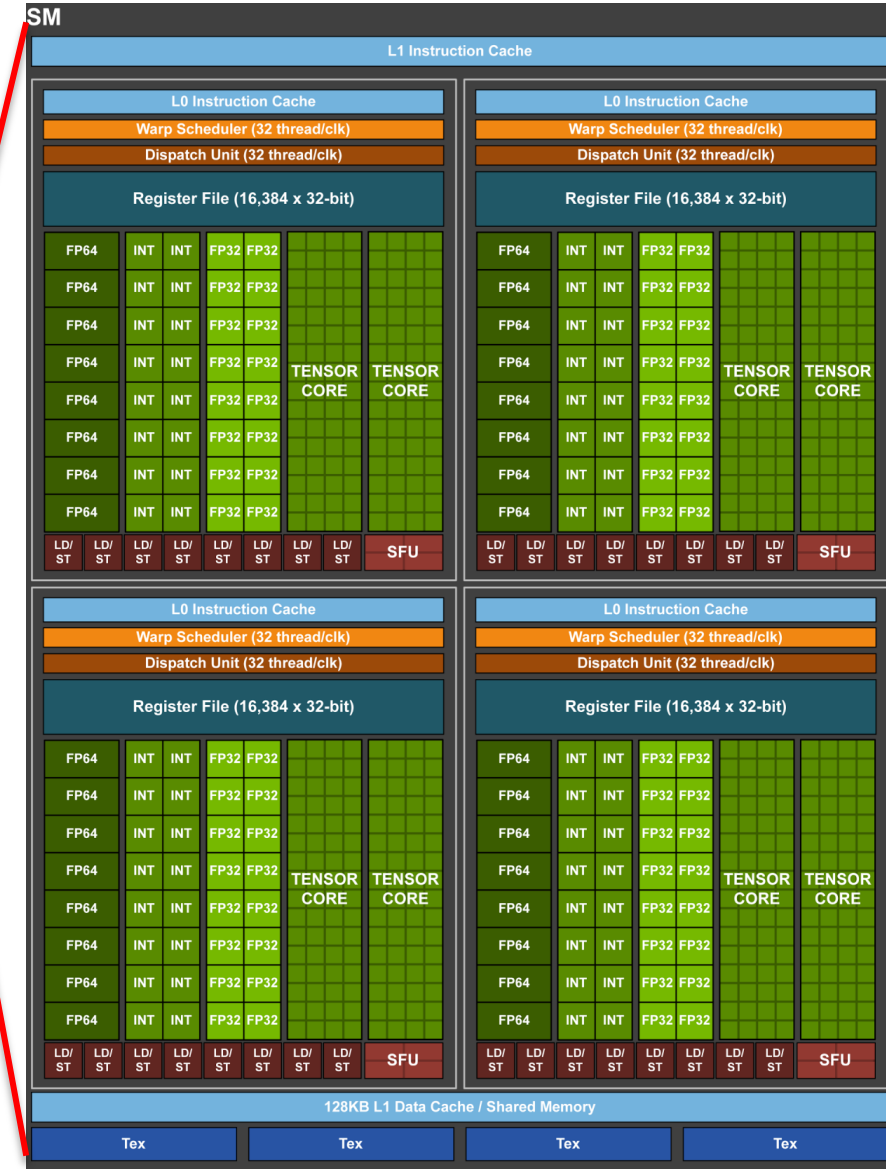 SM
L1 Instruction Cache
L0 Instruction Cache
Warp Scheduler (32 thread/clk)
Dispatch Unit (32 thread/clk)
Register File (16,384 x 32-bit)
FP64 INT INT FP32 FP32
FP64 INT INT FP32 FP32
FP64 INT INT FP32 FP32
FP64 INT INT FP32 FP32
FP64 INT INT FP32 FP32
FP64 INT INT FP32 FP32
FP64 INT INT FP32 FP32
FP64 INT INT FP32 FP32
TENSOR CORE
TENSOR CORE
LD/ST LD/ST LD/ST LD/ST LD/ST LD/ST LD/ST LD/ST SFU
L0 Instruction Cache
Warp Scheduler (32 thread/clk)
Dispatch Unit (32 thread/clk)
Register File (16,384 x 32-bit)
FP64 INT INT FP32 FP32
FP64 INT INT FP32 FP32
FP64 INT INT FP32 FP32
FP64 INT INT FP32 FP32
FP64 INT INT FP32 FP32
FP64 INT INT FP32 FP32
FP64 INT INT FP32 FP32
FP64 INT INT FP32 FP32
TENSOR CORE
TENSOR CORE
LD/ST LD/ST LD/ST LD/ST LD/ST LD/ST LD/ST LD/ST SFU
L0 Instruction Cache
Warp Scheduler (32 thread/clk)
Dispatch Unit (32 thread/clk)
Register File (16,384 x 32-bit)
FP64 INT INT FP32 FP32
FP64 INT INT FP32 FP32
FP64 INT INT FP32 FP32
FP64 INT INT FP32 FP32
FP64 INT INT FP32 FP32
FP64 INT INT FP32 FP32
FP64 INT INT FP32 FP32
FP64 INT INT FP32 FP32
TENSOR CORE
TENSOR CORE
LD/ST LD/ST LD/ST LD/ST LD/ST LD/ST LD/ST LD/ST SFU
L0 Instruction Cache
Warp Scheduler (32 thread/clk)
Dispatch Unit (32 thread/clk)
Register File (16,384 x 32-bit)
FP64 INT INT FP32 FP32
FP64 INT INT FP32 FP32
FP64 INT INT FP32 FP32
FP64 INT INT FP32 FP32
FP64 INT INT FP32 FP32
FP64 INT INT FP32 FP32
FP64 INT INT FP32 FP32
FP64 INT INT FP32 FP32
TENSOR CORE
TENSOR CORE
LD/ST LD/ST LD/ST LD/ST LD/ST LD/ST LD/ST LD/ST SFU
128KB L1 Data Cache / Shared Memory
Tex Tex Tex Tex